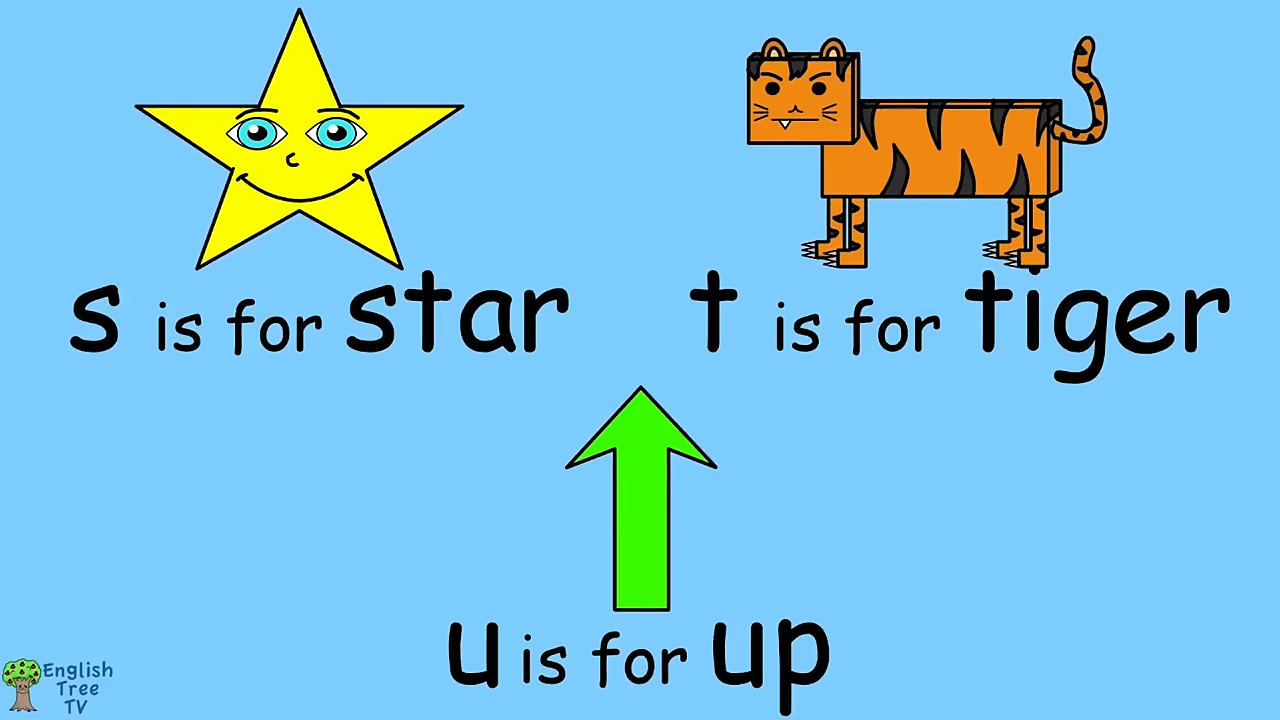 s is for star
t is for tiger
u is for up
English
Tree
TV